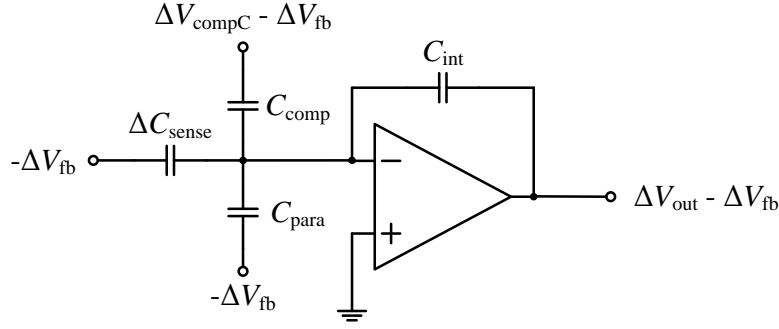 ΔVcompC - ΔVfb
Cint
Ccomp
ΔCsense
-ΔVfb
−
ΔVout - ΔVfb
Cpara
+
-ΔVfb